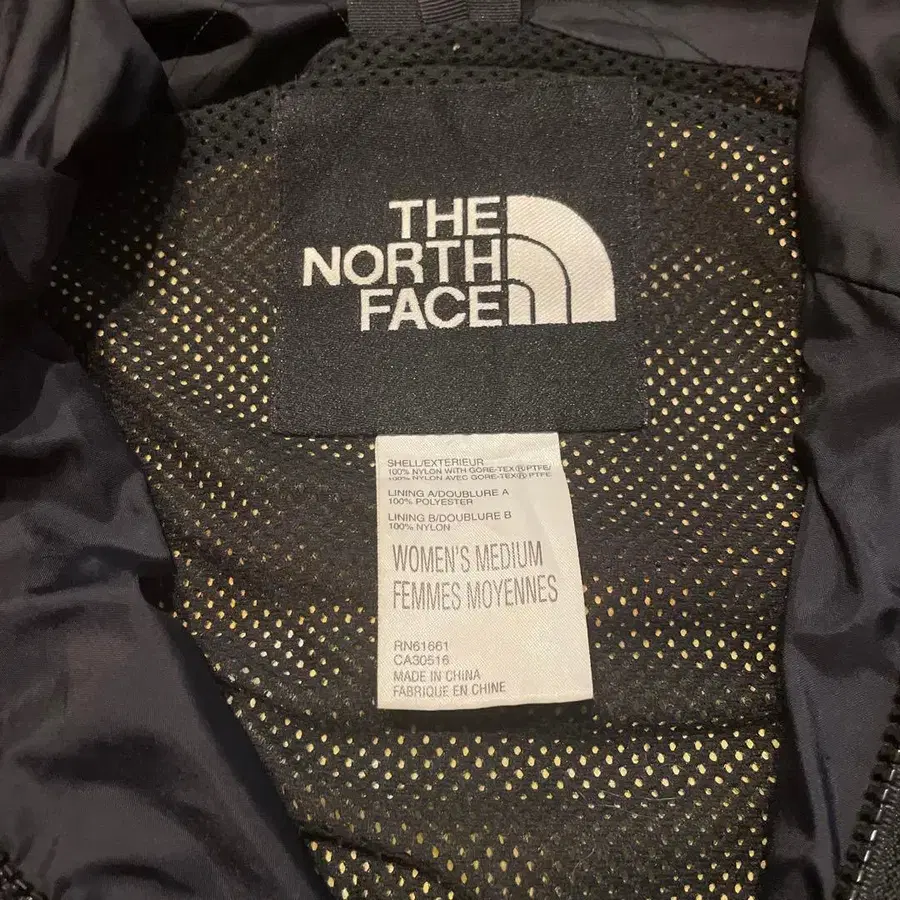 THE
NORTH
FACE
SHELL/EXTERIEUR
100% NYLON WITH GORE-TEX®PTFE/
100% NYLON AVEC GORE-TEX®PTFE
LINING A/DOUBLURE A
100% POLYESTER
LINING B/DOUBLURE B
100% NYLON
WOMEN'S MEDIUM
FEMMES MOYENNES
RN61661
CA30516
MADE IN CHINA
FABRIQUE EN CHINE